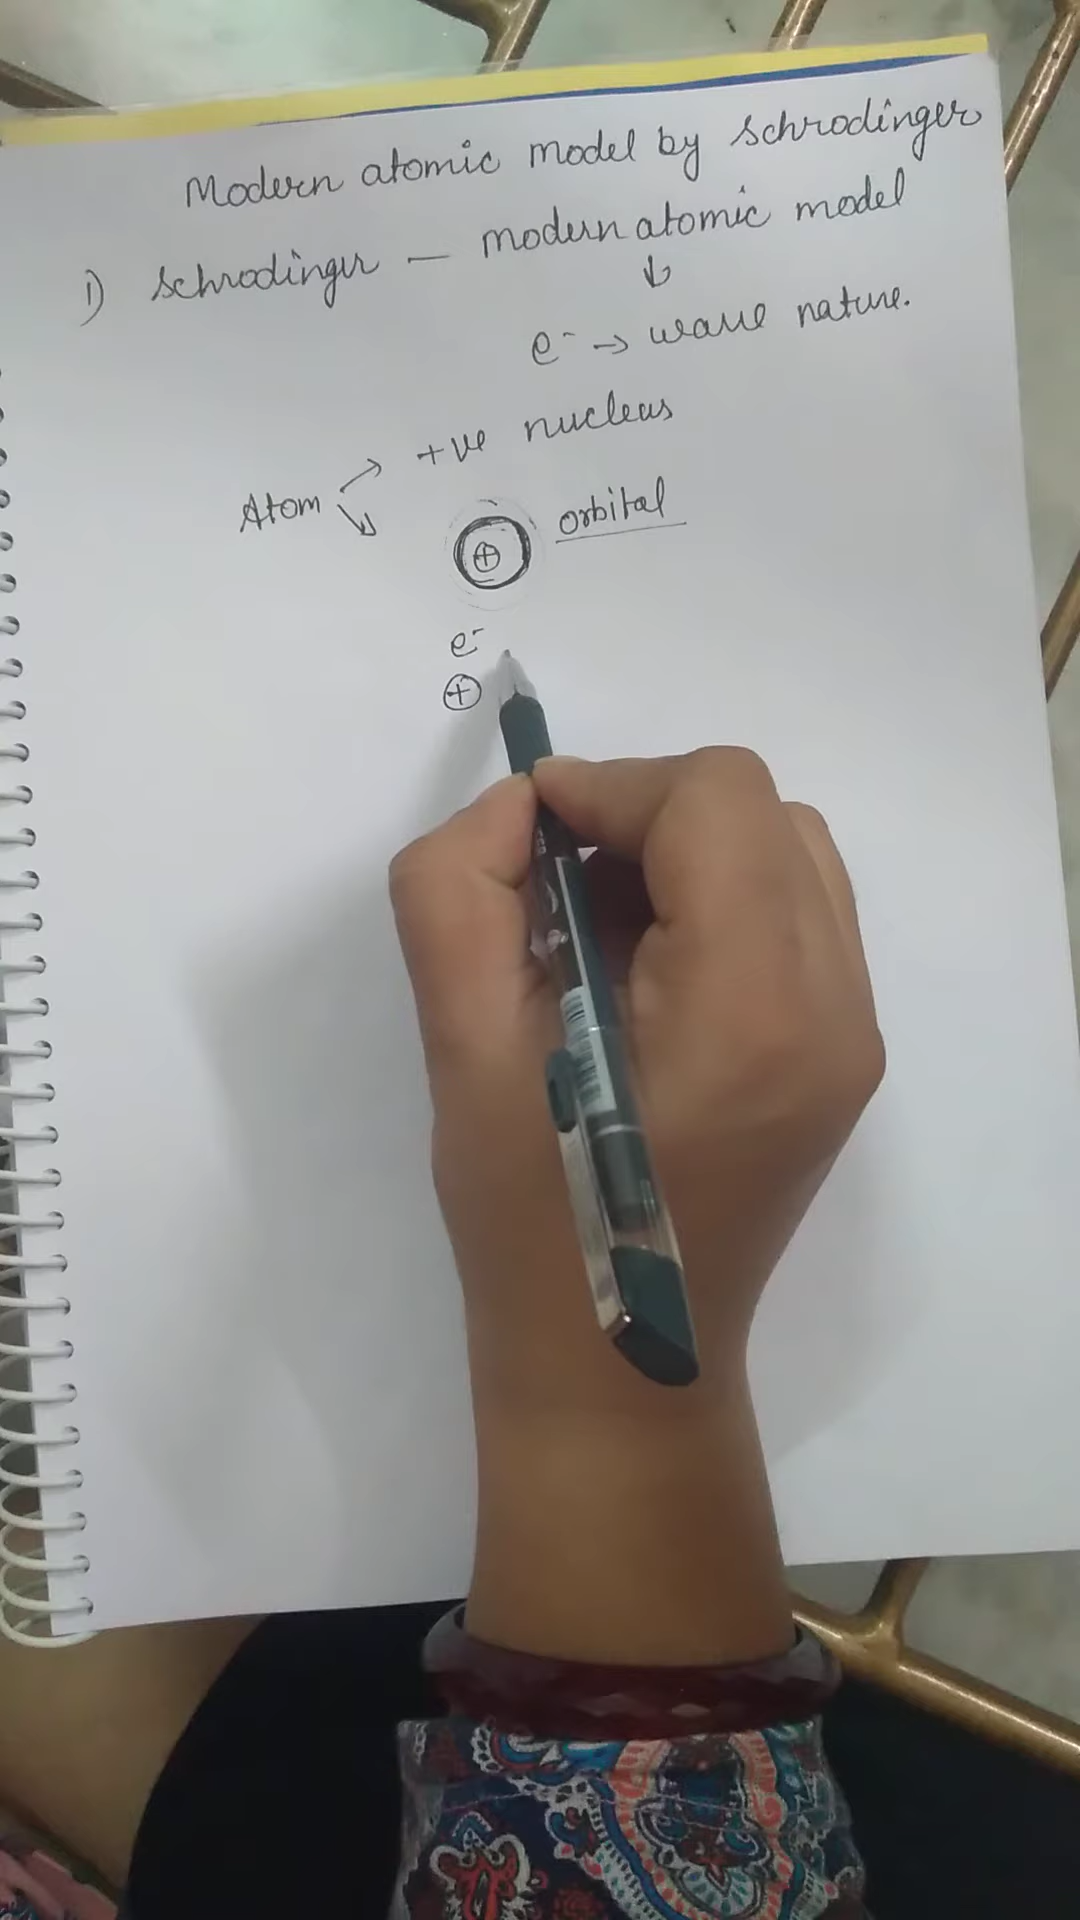 Modern atomic model by Schrodinger
1) Schrodinger — modern atomic model
↓
e⁻ → wave nature.
+ve nucleus
Atom
orbital
+
e⁻
+